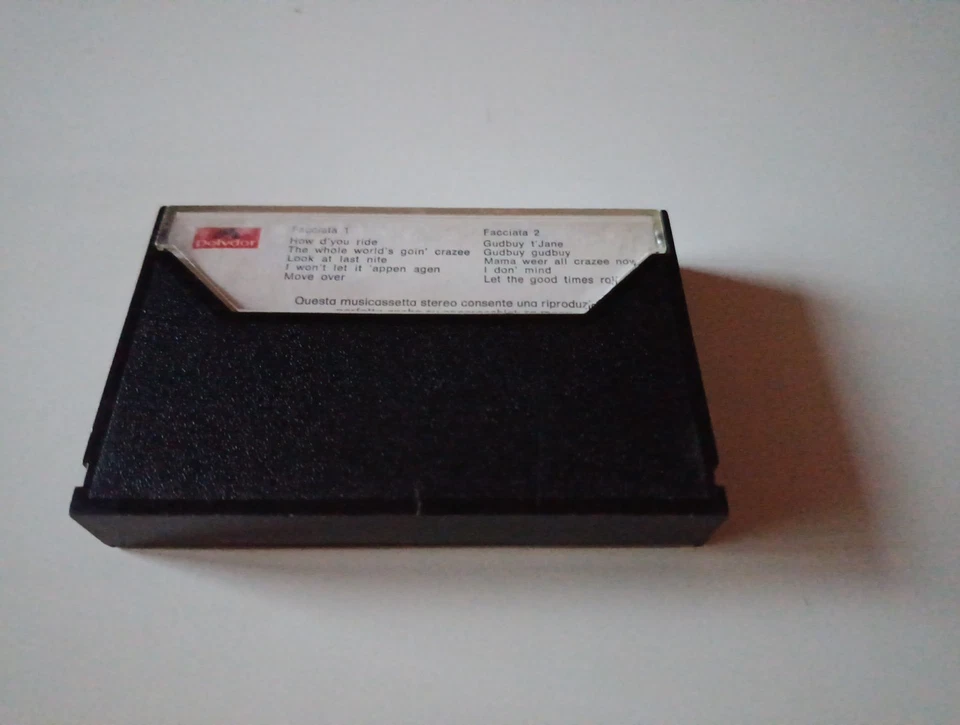 polydor
Facciata 1
How d'you ride
The whole world's goin' crazee
Look at last nite
I won't let it 'appen agen
Move over
Facciata 2
Gudbuy t'Jane
Gudbuy gudbuy
Mama weer all crazee now
I don' mind
Let the good times roll
Questa musicassetta stereo consente una